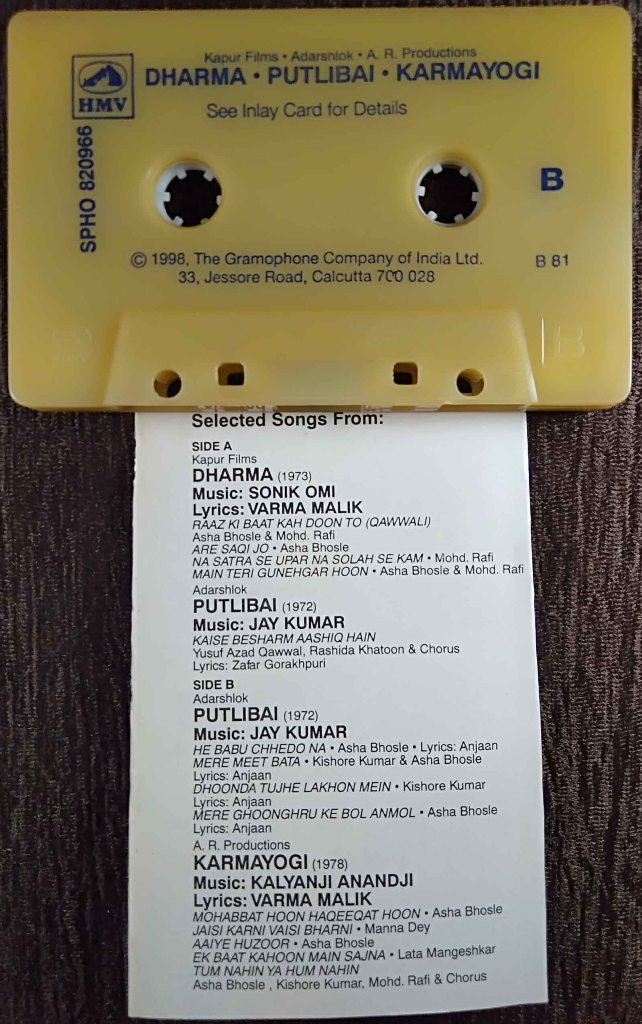 Kapur Films • Adarshlok • A. R. Productions
DHARMA • PUTLIBAI • KARMAYOGI
HMV
See Inlay Card for Details
SPHO 820966
B
© 1998, The Gramophone Company of India Ltd.
B 81
33, Jessore Road, Calcutta 700 028
B
Selected Songs From:
SIDE A
Kapur Films
DHARMA (1973)
Music: SONIK OMI
Lyrics: VARMA MALIK
RAAZ KI BAAT KAH DOON TO (QAWWALI)
Asha Bhosle & Mohd. Rafi
ARE SAQI JO • Asha Bhosle
NA SATRA SE UPAR NA SOLAH SE KAM • Mohd. Rafi
MAIN TERI GUNEHGAR HOON • Asha Bhosle & Mohd. Rafi
Adarshlok
PUTLIBAI (1972)
Music: JAY KUMAR
KAISE BESHARM AASHIQ HAIN
Yusuf Azad Qawwal, Rashida Khatoon & Chorus
Lyrics: Zafar Gorakhpuri
SIDE B
Adarshlok
PUTLIBAI (1972)
Music: JAY KUMAR
HE BABU CHHEDO NA • Asha Bhosle • Lyrics: Anjaan
MERE MEET BATA • Kishore Kumar & Asha Bhosle
Lyrics: Anjaan
DHOONDA TUJHE LAKHON MEIN • Kishore Kumar
Lyrics: Anjaan
MERE GHOONGHRU KE BOL ANMOL • Asha Bhosle
Lyrics: Anjaan
A. R. Productions
KARMAYOGI (1978)
Music: KALYANJI ANANDJI
Lyrics: VARMA MALIK
MOHABBAT HOON HAQEEQAT HOON • Asha Bhosle
JAISI KARNI VAISI BHARNI • Manna Dey
AAIYE HUZOOR • Asha Bhosle
EK BAAT KAHOON MAIN SAJNA • Lata Mangeshkar
TUM NAHIN YA HUM NAHIN
Asha Bhosle , Kishore Kumar, Mohd. Rafi & Chorus